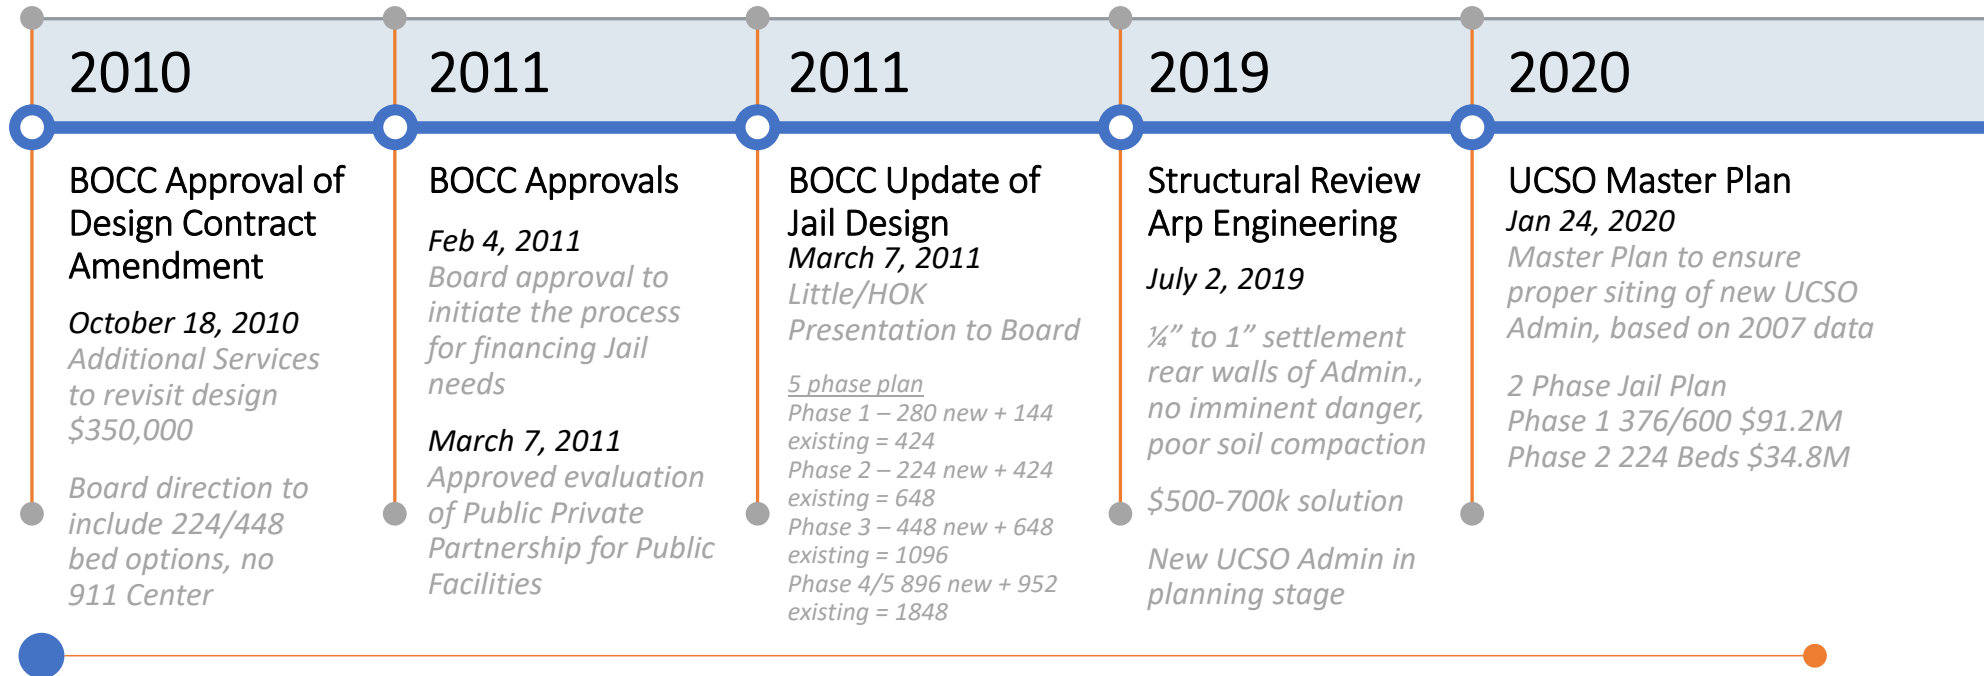 2010
BOCC Approval of
Design Contract
Amendment
October 18, 2010
Additional Services
to revisit design
$350,000
Board direction to
include 224/448
bed options, no
911 Center
2011
BOCC Approvals
Feb 4, 2011
Board approval to
initiate the process
for financing Jail
needs
March 7, 2011
Approved evaluation
of Public Private
Partnership for Public
Facilities
2011
BOCC Update of
Jail Design
March 7, 2011
Little/HOK
Presentation to Board
5 phase plan
Phase 1 – 280 new + 144
existing = 424
Phase 2 – 224 new + 424
existing = 648
Phase 3 – 448 new + 648
existing = 1096
Phase 4/5 896 new + 952
existing = 1848
2019
Structural Review
Arp Engineering
July 2, 2019
¼” to 1” settlement
rear walls of Admin.,
no imminent danger,
poor soil compaction
$500-700k solution
New UCSO Admin in
planning stage
2020
UCSO Master Plan
Jan 24, 2020
Master Plan to ensure
proper siting of new UCSO
Admin, based on 2007 data
2 Phase Jail Plan
Phase 1 376/600 $91.2M
Phase 2 224 Beds $34.8M